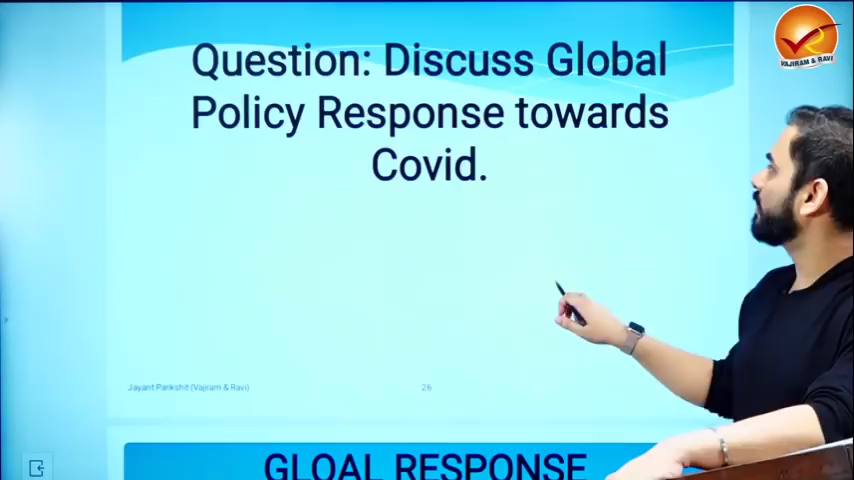 VAJIRAM & RAVI
Question: Discuss Global
Policy Response towards
Covid.
Jayant Parikshit (Vajiram & Ravi)
26
GLOAL RESPONSE